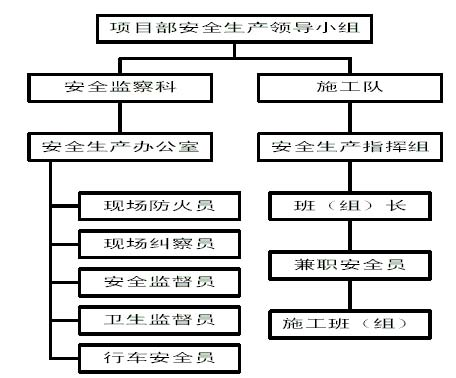 项目部安全生产领导小组
安全监察科
施工队
安全生产办公室
安全生产指挥组
现场防火员
班（组）长
现场纠察员
兼职安全员
安全监督员
卫生监督员
施工班（组）
行车安全员